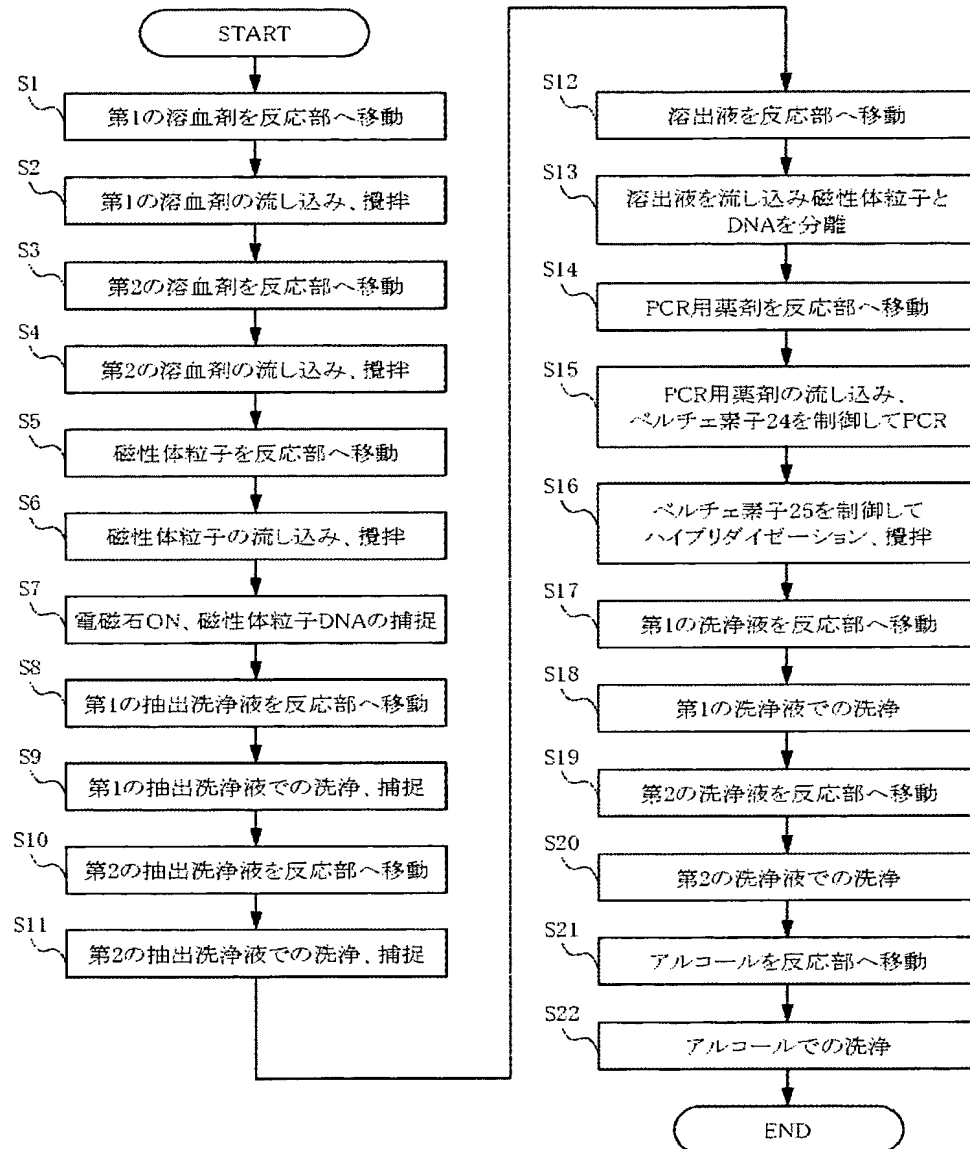 START
S1
第1の溶血剤を反応部へ移動
S2
第1の溶血剤の流し込み、攪拌
S3
第2の溶血剤を反応部へ移動
S4
第2の溶血剤の流し込み、攪拌
S5
磁性体粒子を反応部へ移動
S6
磁性体粒子の流し込み、攪拌
S7
電磁石ON、磁性体粒子DNAの捕捉
S8
第1の抽出洗浄液を反応部へ移動
S9
第1の抽出洗浄液での洗浄、捕捉
S10
第2の抽出洗浄液を反応部へ移動
S11
第2の抽出洗浄液での洗浄、捕捉
S12
溶出液を反応部へ移動
S13
溶出液を流し込み磁性体粒子と
DNAを分離
S14
PCR用薬剤を反応部へ移動
S15
PCR用薬剤の流し込み、
ペルチェ素子24を制御してPCR
S16
ペルチェ素子25を制御して
ハイブリダイゼーション、攪拌
S17
第1の洗浄液を反応部へ移動
S18
第1の洗浄液での洗浄
S19
第2の洗浄液を反応部へ移動
S20
第2の洗浄液での洗浄
S21
アルコールを反応部へ移動
S22
アルコールでの洗浄
END